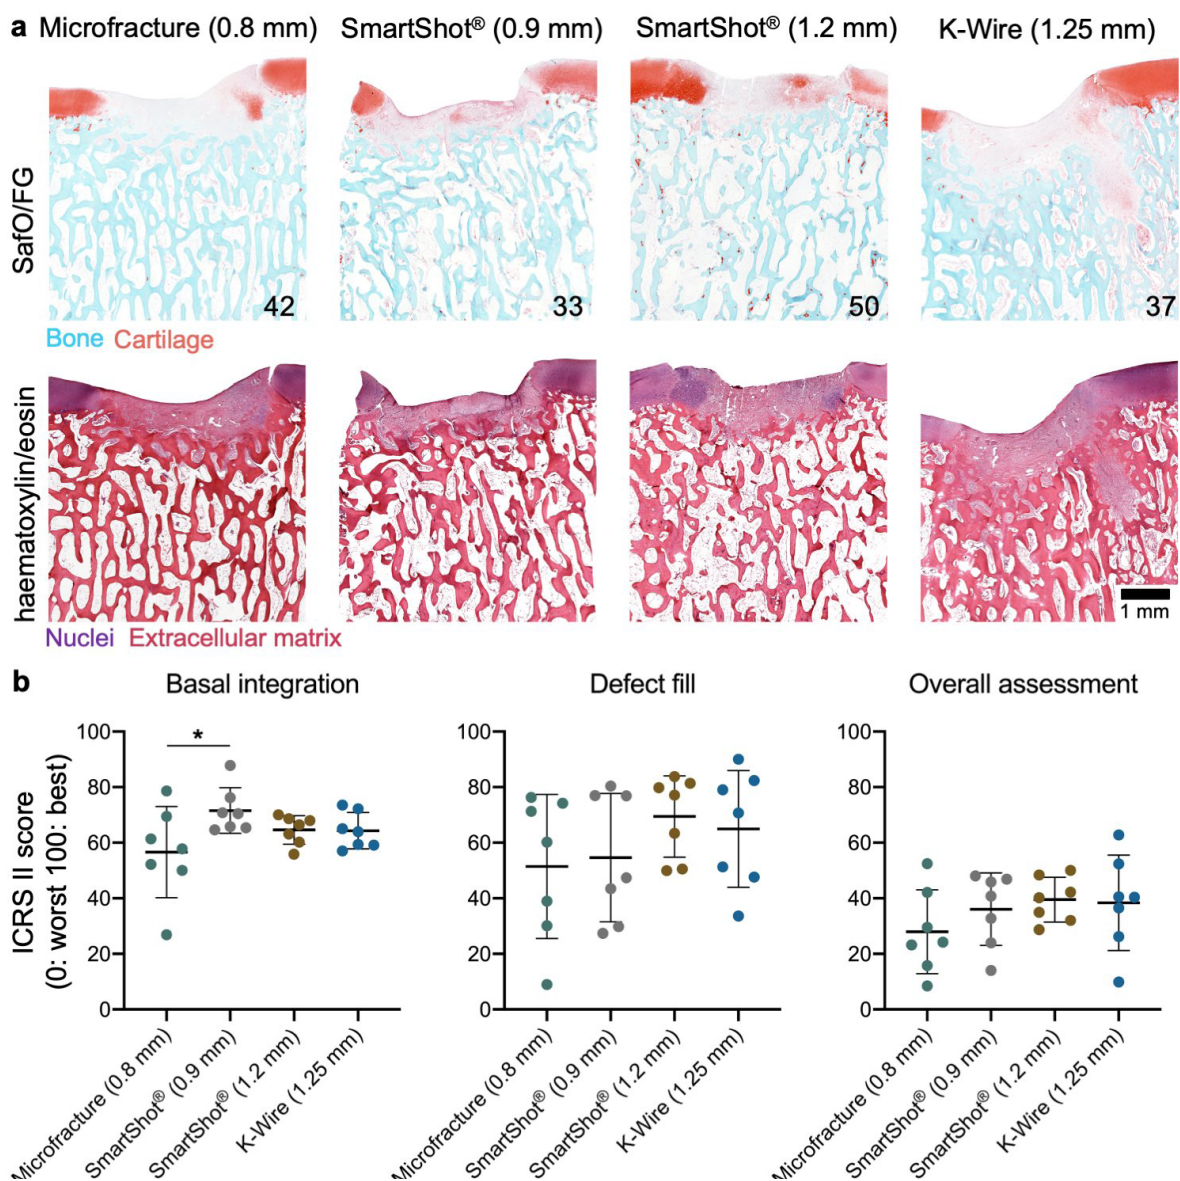 a Microfracture (0.8 mm) SmartShot® (0.9 mm) SmartShot® (1.2 mm) K-Wire (1.25 mm)
SafO/FG
42 33 50 37
Bone Cartilage
haematoxylin/eosin
1 mm
Nuclei Extracellular matrix
b Basal integration Defect fill Overall assessment
ICRS II score
(0: worst 100: best)
100 100 100
*
80 80 80
60 60 60
40 40 40
20 20 20
0 0 0
Microfracture (0.8 mm)
SmartShot® (0.9 mm)
SmartShot® (1.2 mm)
K-Wire (1.25 mm)
Microfracture (0.8 mm)
SmartShot® (0.9 mm)
SmartShot® (1.2 mm)
K-Wire (1.25 mm)
Microfracture (0.8 mm)
SmartShot® (0.9 mm)
SmartShot® (1.2 mm)
K-Wire (1.25 mm)